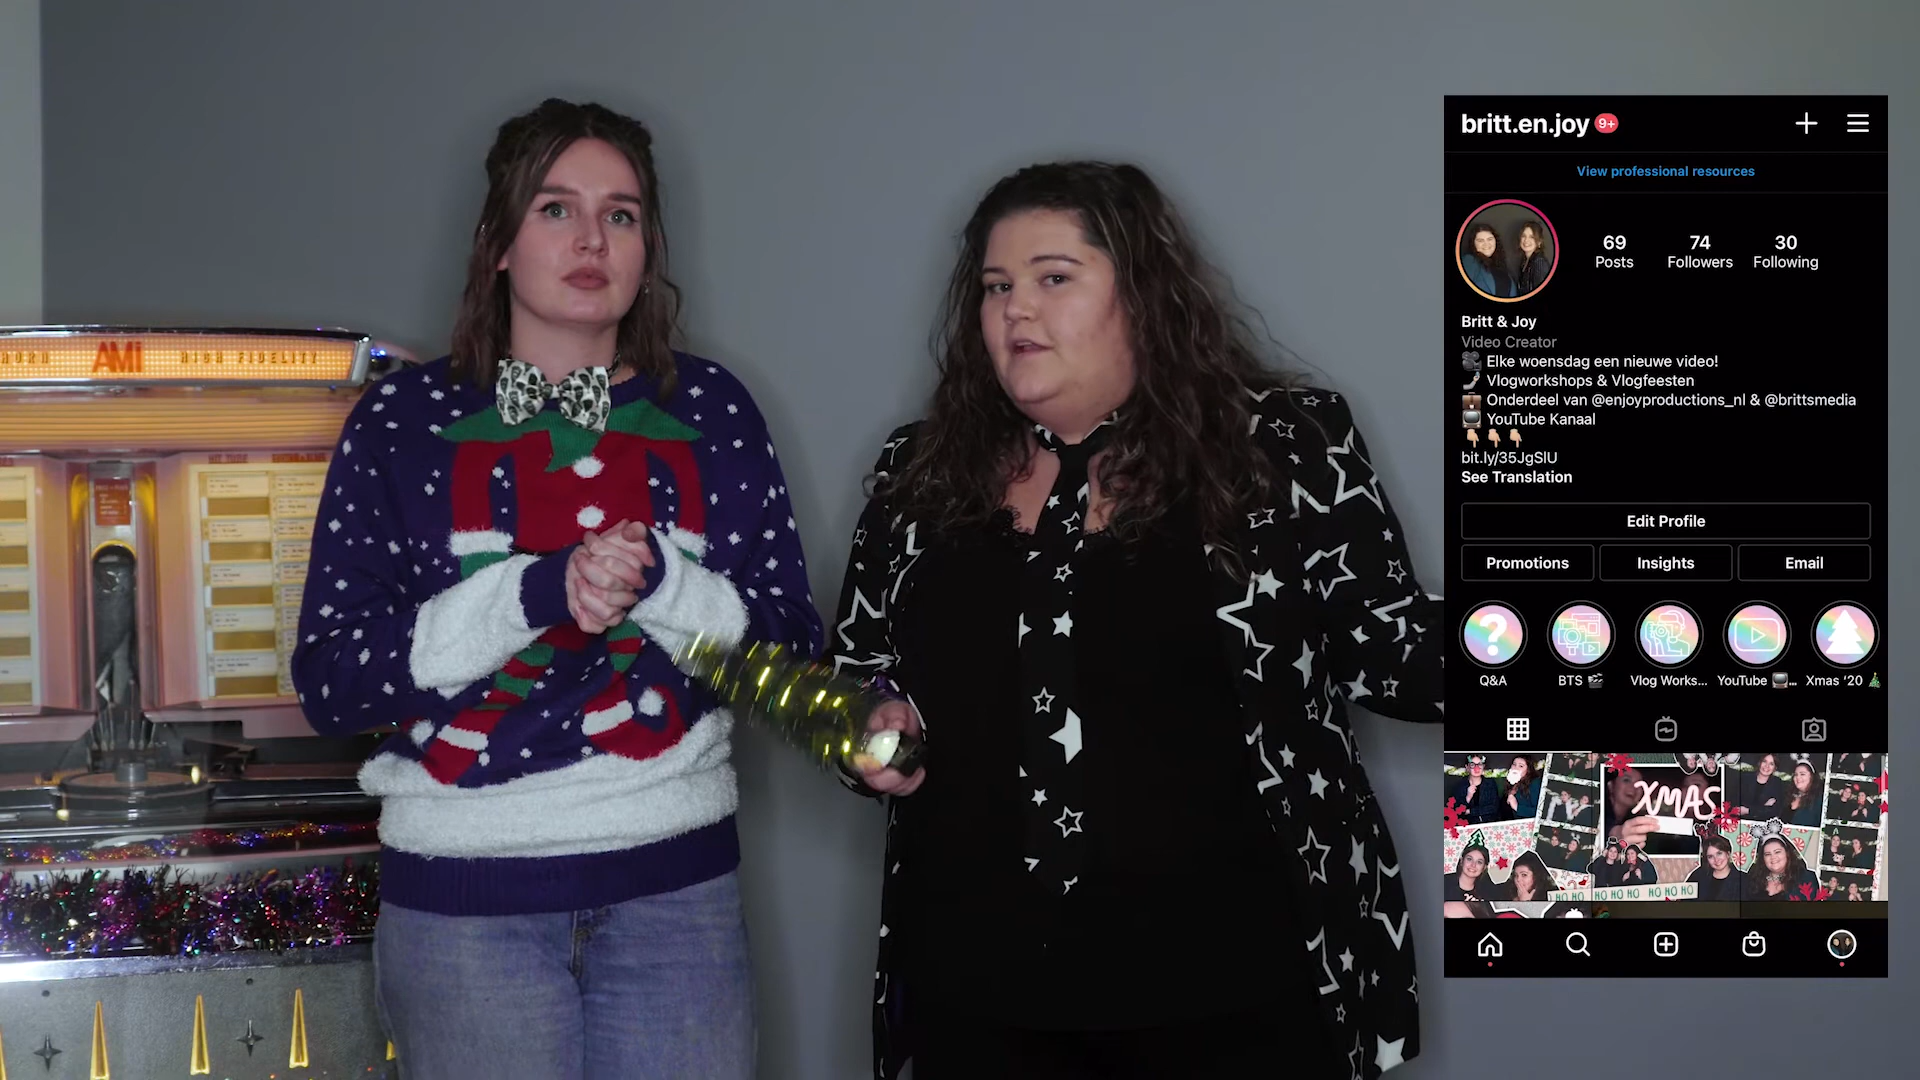 AMi
HIGH FIDELITY
britt.en.joy 9+
View professional resources
69 74 30
Posts Followers Following
Britt & Joy
Video Creator
🎥 Elke woensdag een nieuwe video!
🤳🏼 Vlogworkshops & Vlogfeesten
💼 Onderdeel van @enjoyproductions_nl & @brittsmedia
📺 YouTube Kanaal
👇🏼👇🏼👇🏼
bit.ly/35JgSlU
See Translation
Edit Profile
Promotions Insights Email
Q&A BTS 🎬 Vlog Works... YouTube 📺... Xmas ‘20 🎄
XMAS
HO HO HO HO HO HO